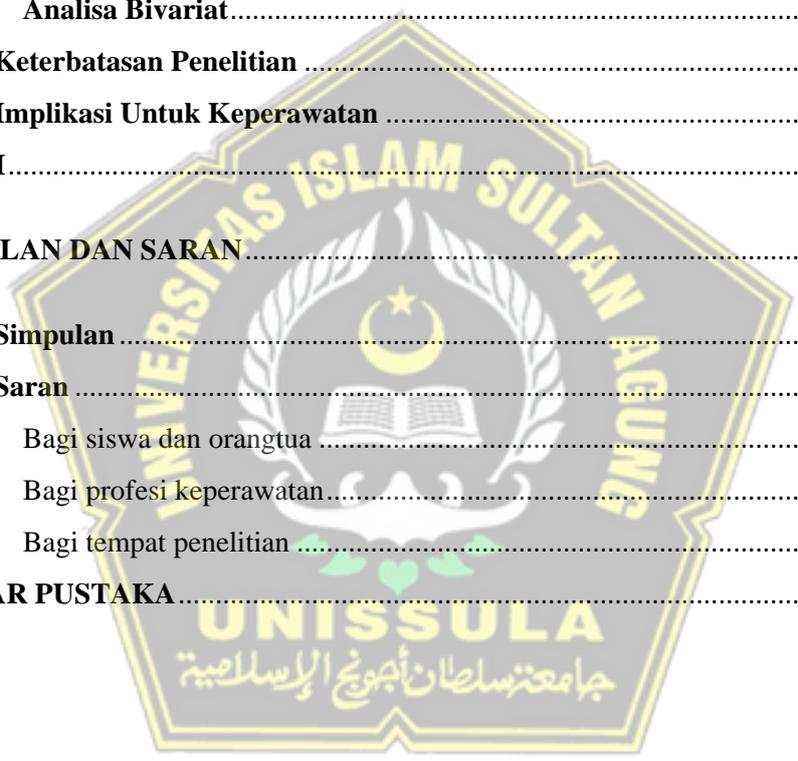 Analisa Bivariat
Keterbatasan Penelitian
Implikasi Untuk Keperawatan
I
LAN DAN SARAN
Simpulan
Saran
Bagi siswa dan orangtua
Bagi profesi keperawatan
Bagi tempat penelitian
AR PUSTAKA
UNIVERSITAS ISLAM SULTAN AGUNG
UNISSULA
جامعتنسلطان أجونج الإسلامية